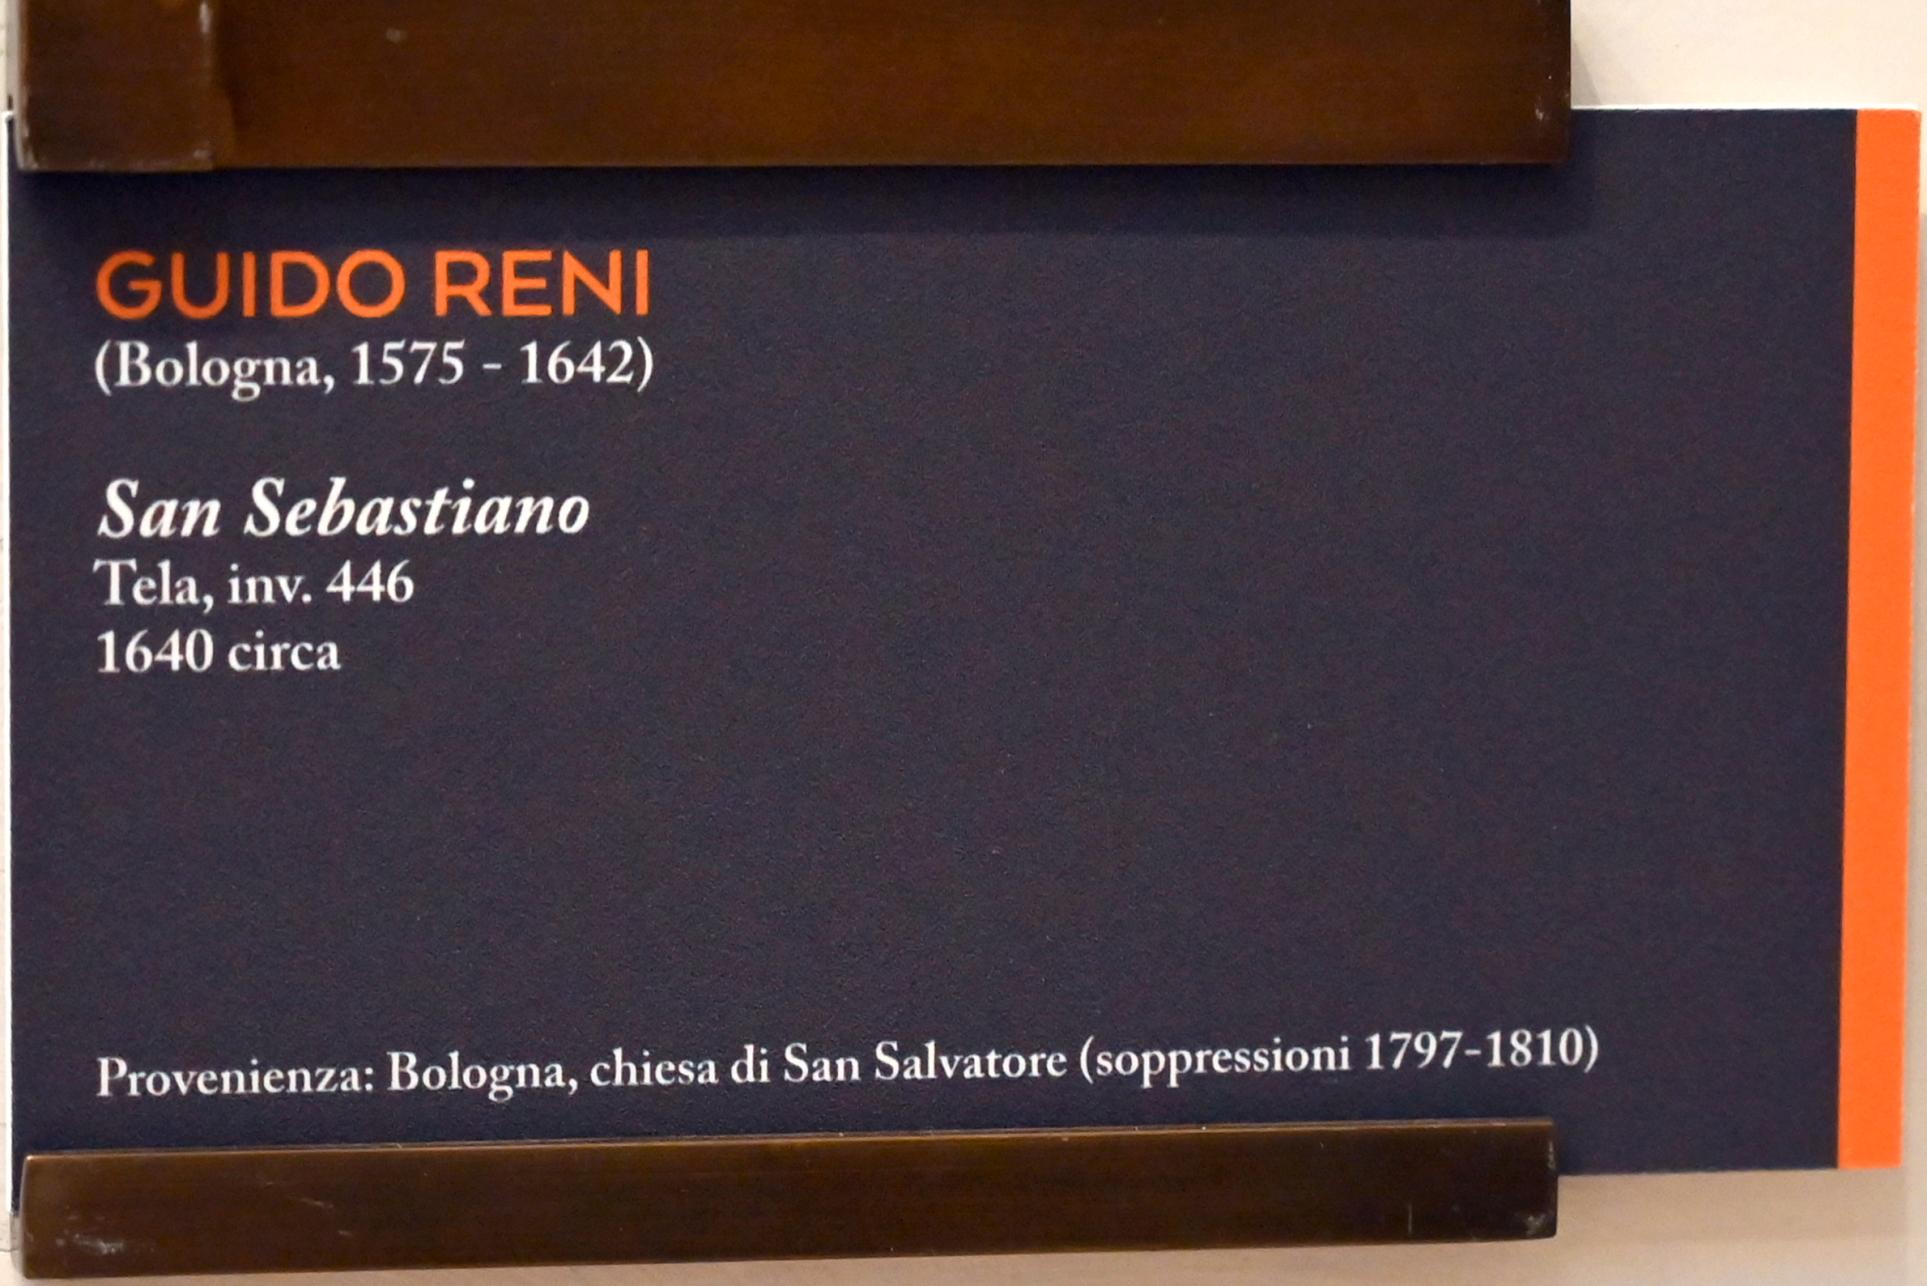 GUIDO RENI
(Bologna, 1575 - 1642)
San Sebastiano
Tela, inv. 446
1640 circa
Provenienza: Bologna, chiesa di San Salvatore (soppressioni 1797-1810)